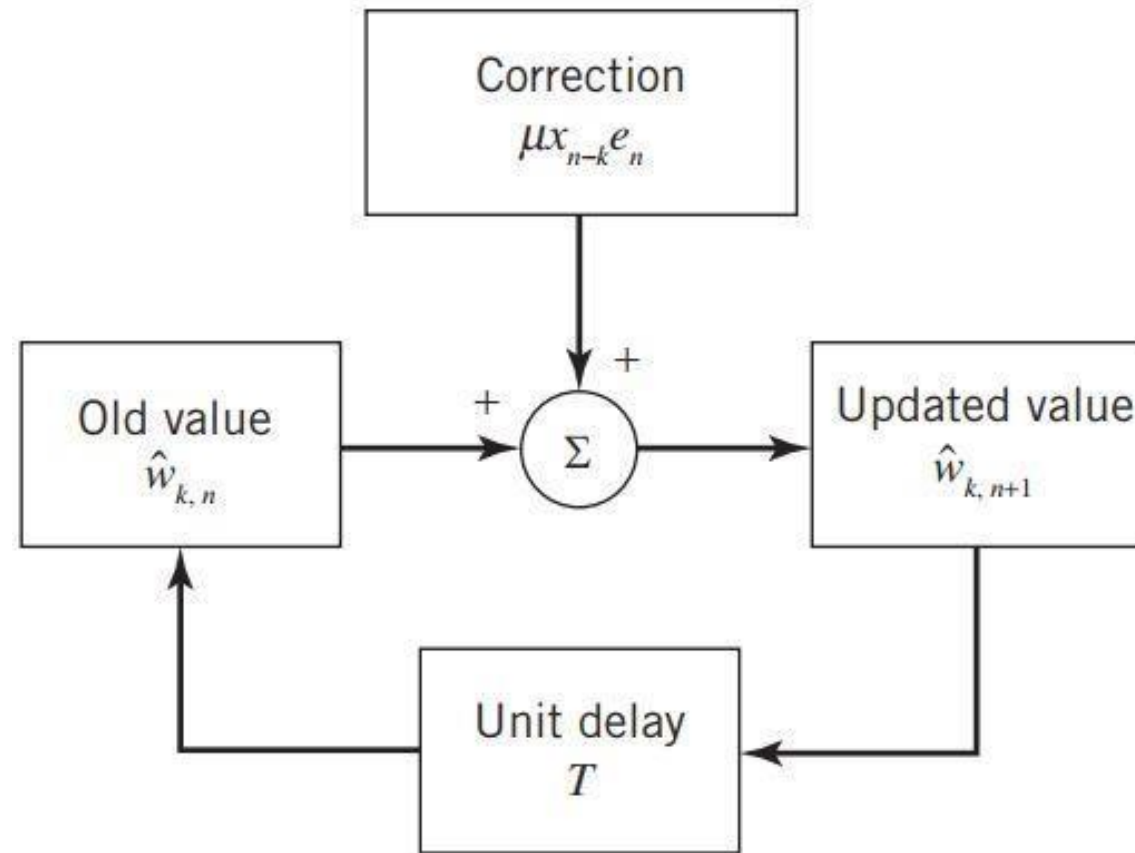 Correction
μx_{n−k}e_n
+
+
Old value
ŵ_{k, n}
Σ
Updated value
ŵ_{k, n+1}
Unit delay
T